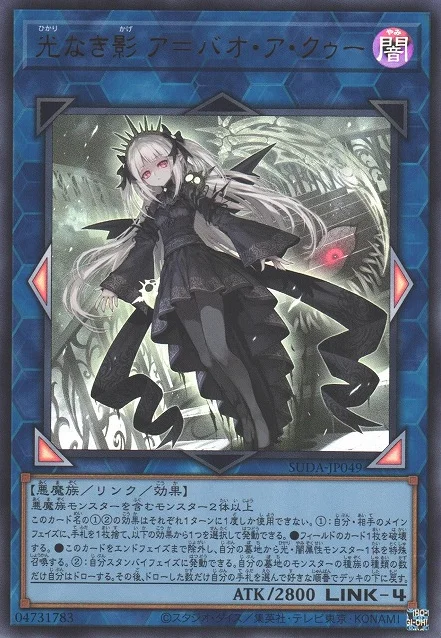 光なき影 ア＝バオ・ア・クゥー
闇
SUDA-JP049
【悪魔族／リンク／効果】
悪魔族モンスターを含むモンスター２体以上
このカード名の①②の効果はそれぞれ１ターンに１度しか使用できない。①：自分・相手のメイン
フェイズに、手札を１枚捨て、以下の効果から１つを選択して発動できる。●フィールドのカード１枚を破壊
する。●このカードをエンドフェイズまで除外し、自分の墓地から光・闇属性モンスター１体を特殊
召喚する。②：自分スタンバイフェイズに発動できる。自分の墓地のモンスターの種族の種類の数
だけ自分はドローする。その後、ドローした数だけ自分の手札を選んで好きな順番でデッキの下に戻す。
ATK/2800 LINK-4
04731783 ©スタジオ・ダイス／集英社・テレビ東京・KONAMI